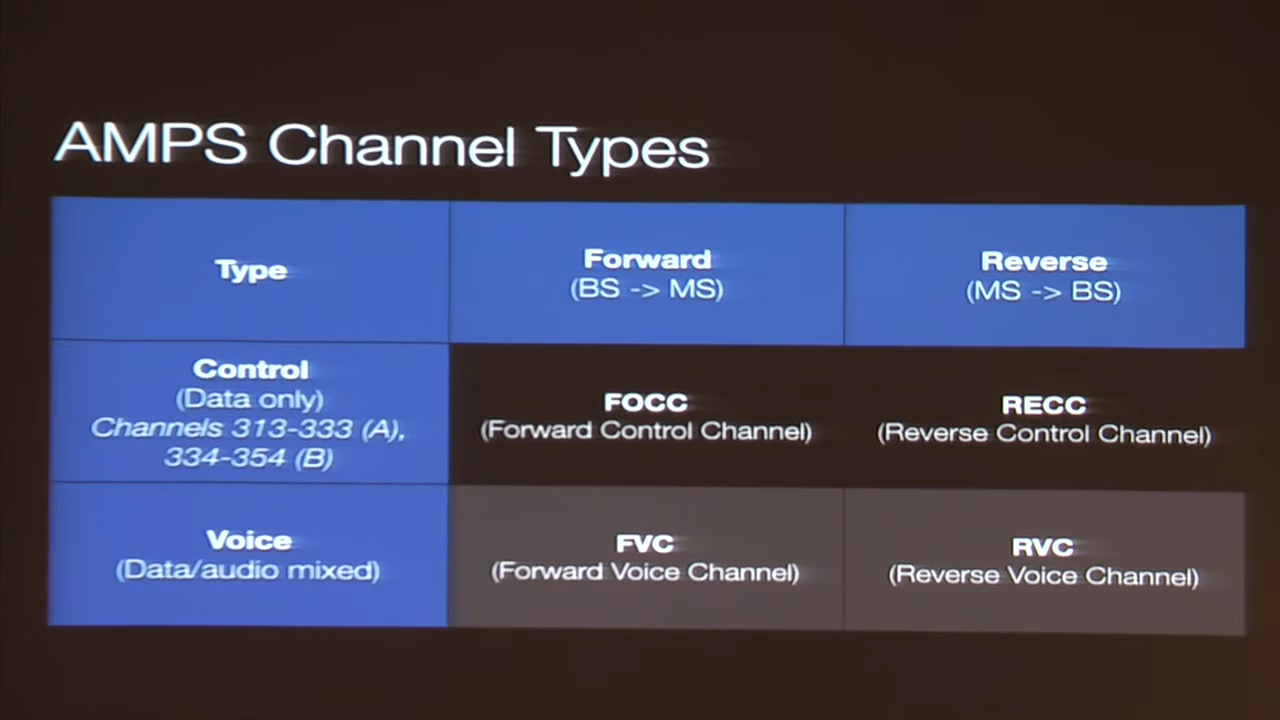 AMPS Channel Types
Type
Forward
(BS -> MS)
Reverse
(MS -> BS)
Control
(Data only)
Channels 313-333 (A),
334-354 (B)
FOCC
(Forward Control Channel)
RECC
(Reverse Control Channel)
Voice
(Data/audio mixed)
FVC
(Forward Voice Channel)
RVC
(Reverse Voice Channel)